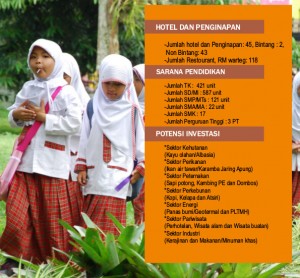 HOTEL DAN PENGINAPAN
-Jumlah hotel dan Penginapan: 45, Bintang : 2,
Non Bintang: 43
-Jumlah Restourant, RM warteg: 118
SARANA PENDIDIKAN
-Jumlah TK : 421 unit
-Jumlah SD/MI : 587 unit
-Jumlah SMP/MTs : 121 unit
-Jumlah SMA/MA : 22 unit
-Jumlah SMK : 17
-Jumlah Perguruan Tinggi : 3 PT
POTENSI INVESTASI
*Sektor Kehutanan
(Kayu olahan/Albasia)
*Sektor Perikanan
(Ikan air tawar/Karamba Jaring Apung)
*Sektor Peternakan
(Sapi potong, Kambing PE dan Domba)
*Sektor Perkebunan
(Kopi, Kelapa dan Atsiri)
*Sektor Energi
(Panas bumi/Geotermal dan PLTMH)
*Sektor Pariwisata
(Perhotelan, Wisata alam dan Wisata buatan)
*Sektor Industri
(Kerajinan dan Makanan/Minuman khas)